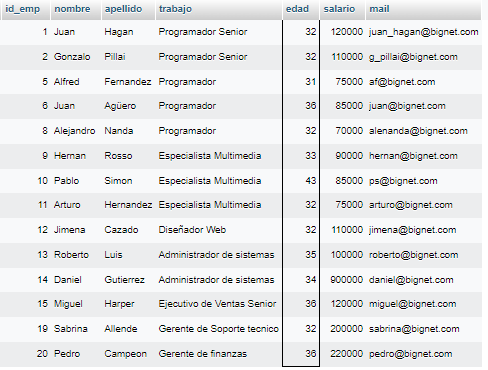 id_emp nombre apellido trabajo edad salario mail
1 Juan Hagan Programador Senior 32 120000 juan_hagan@bignet.com
2 Gonzalo Pillai Programador Senior 32 110000 g_pillai@bignet.com
5 Alfred Fernandez Programador 31 75000 af@bignet.com
6 Juan Agüero Programador 36 85000 juan@bignet.com
8 Alejandro Nanda Programador 32 70000 alenanda@bignet.com
9 Hernan Rosso Especialista Multimedia 33 90000 hernan@bignet.com
10 Pablo Simon Especialista Multimedia 43 85000 ps@bignet.com
11 Arturo Hernandez Especialista Multimedia 32 75000 arturo@bignet.com
12 Jimena Cazado Diseñador Web 32 110000 jimena@bignet.com
13 Roberto Luis Administrador de sistemas 35 100000 roberto@bignet.com
14 Daniel Gutierrez Administrador de sistemas 34 900000 daniel@bignet.com
15 Miguel Harper Ejecutivo de Ventas Senior 36 120000 miguel@bignet.com
19 Sabrina Allende Gerente de Soporte tecnico 32 200000 sabrina@bignet.com
20 Pedro Campeon Gerente de finanzas 36 220000 pedro@bignet.com